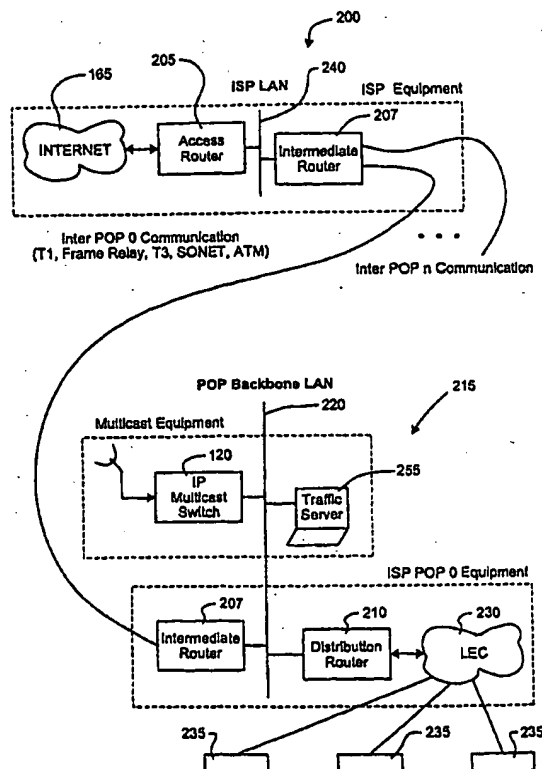 200
165
205
ISP LAN
240
ISP Equipment
207
INTERNET
Access
Router
Intermediate
Router
Inter POP 0 Communication
(T1, Frame Relay, T3, SONET, ATM)
Inter POP n Communication
POP Backbone LAN
220
215
Multicast Equipment
120
IP
Multicast
Switch
255
Traffic
Server
ISP POP 0 Equipment
207
Intermediate
Router
210
Distribution
Router
230
LEC
235
235
235